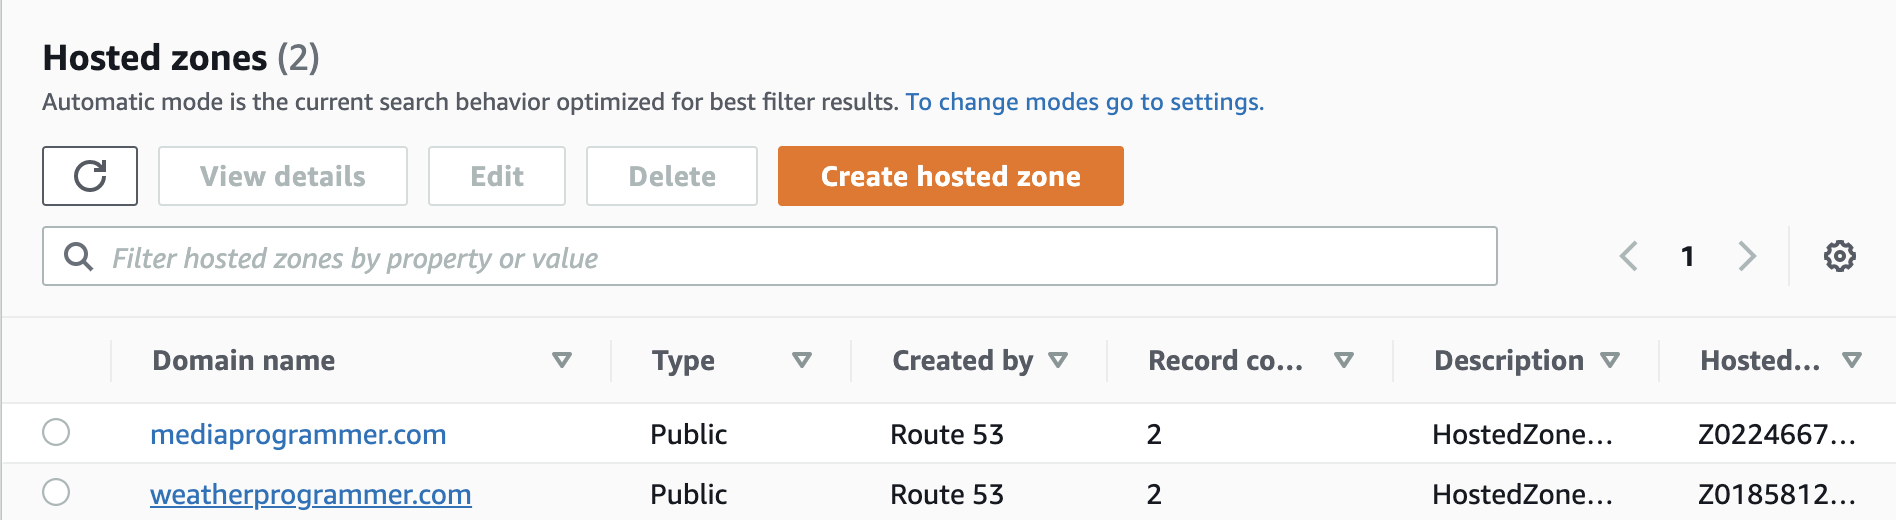 Hosted zones (2)
Automatic mode is the current search behavior optimized for best filter results. To change modes go to settings.
View details Edit Delete Create hosted zone
Filter hosted zones by property or value 1
Domain name Type Created by Record co... Description Hosted...
mediaprogrammer.com Public Route 53 2 HostedZone... Z0224667...
weatherprogrammer.com Public Route 53 2 HostedZone... Z0185812...